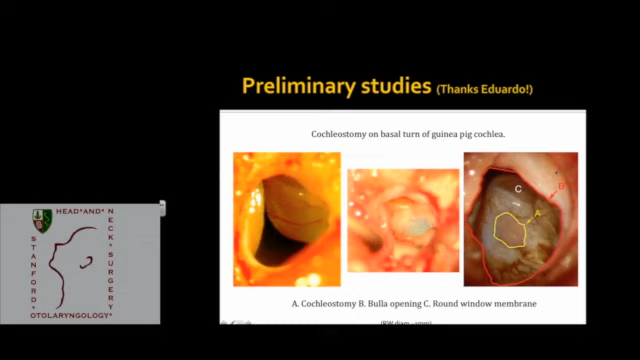 Preliminary studies (Thanks Eduardo!)
Cochleostomy on basal turn of guinea pig cochlea.
C
B
A
A. Cochleostomy B. Bulla opening C. Round window membrane
HEAD AND
NECK SURGERY
STANFORD
OTOLARYNGOLOGY